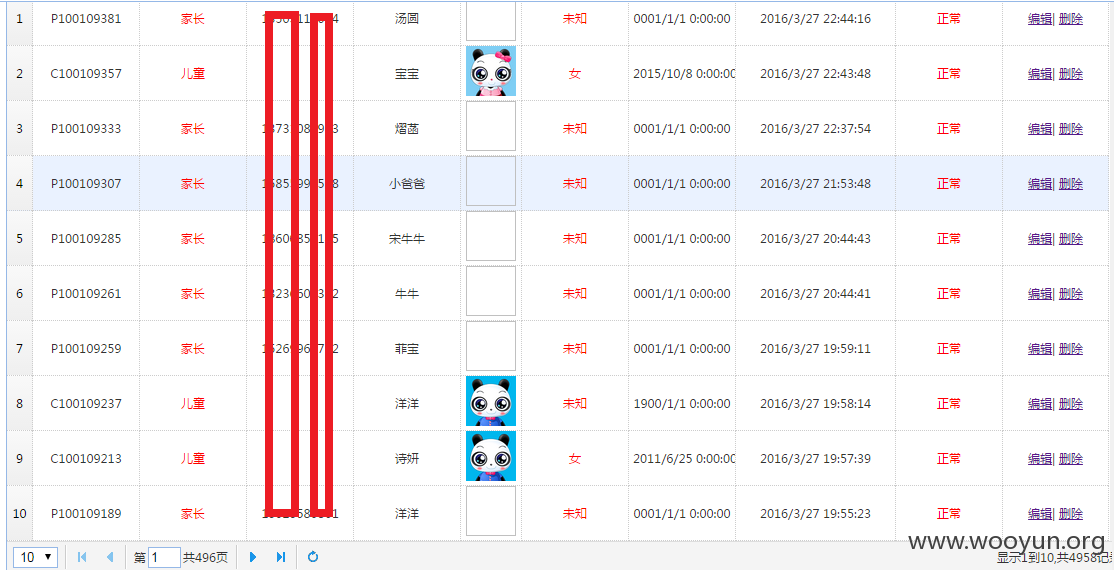 1 P100109381 家长 汤圆 未知 0001/1/1 0:00:00 2016/3/27 22:44:16 正常 编辑| 删除
2 C100109357 儿童 宝宝 女 2015/10/8 0:00:00 2016/3/27 22:43:48 正常 编辑| 删除
3 P100109333 家长 熠菡 未知 0001/1/1 0:00:00 2016/3/27 22:37:54 正常 编辑| 删除
4 P100109307 家长 小爸爸 未知 0001/1/1 0:00:00 2016/3/27 21:53:48 正常 编辑| 删除
5 P100109285 家长 宋牛牛 未知 0001/1/1 0:00:00 2016/3/27 20:44:43 正常 编辑| 删除
6 P100109261 家长 牛牛 未知 0001/1/1 0:00:00 2016/3/27 20:44:41 正常 编辑| 删除
7 P100109259 家长 菲宝 未知 0001/1/1 0:00:00 2016/3/27 19:59:11 正常 编辑| 删除
8 C100109237 儿童 洋洋 未知 1900/1/1 0:00:00 2016/3/27 19:58:14 正常 编辑| 删除
9 C100109213 儿童 诗妍 女 2011/6/25 0:00:00 2016/3/27 19:57:39 正常 编辑| 删除
10 P100109189 家长 洋洋 未知 0001/1/1 0:00:00 2016/3/27 19:55:23 正常 编辑| 删除
www.wooyun.org
10 第 1 共496页 显示1到10,共4958记